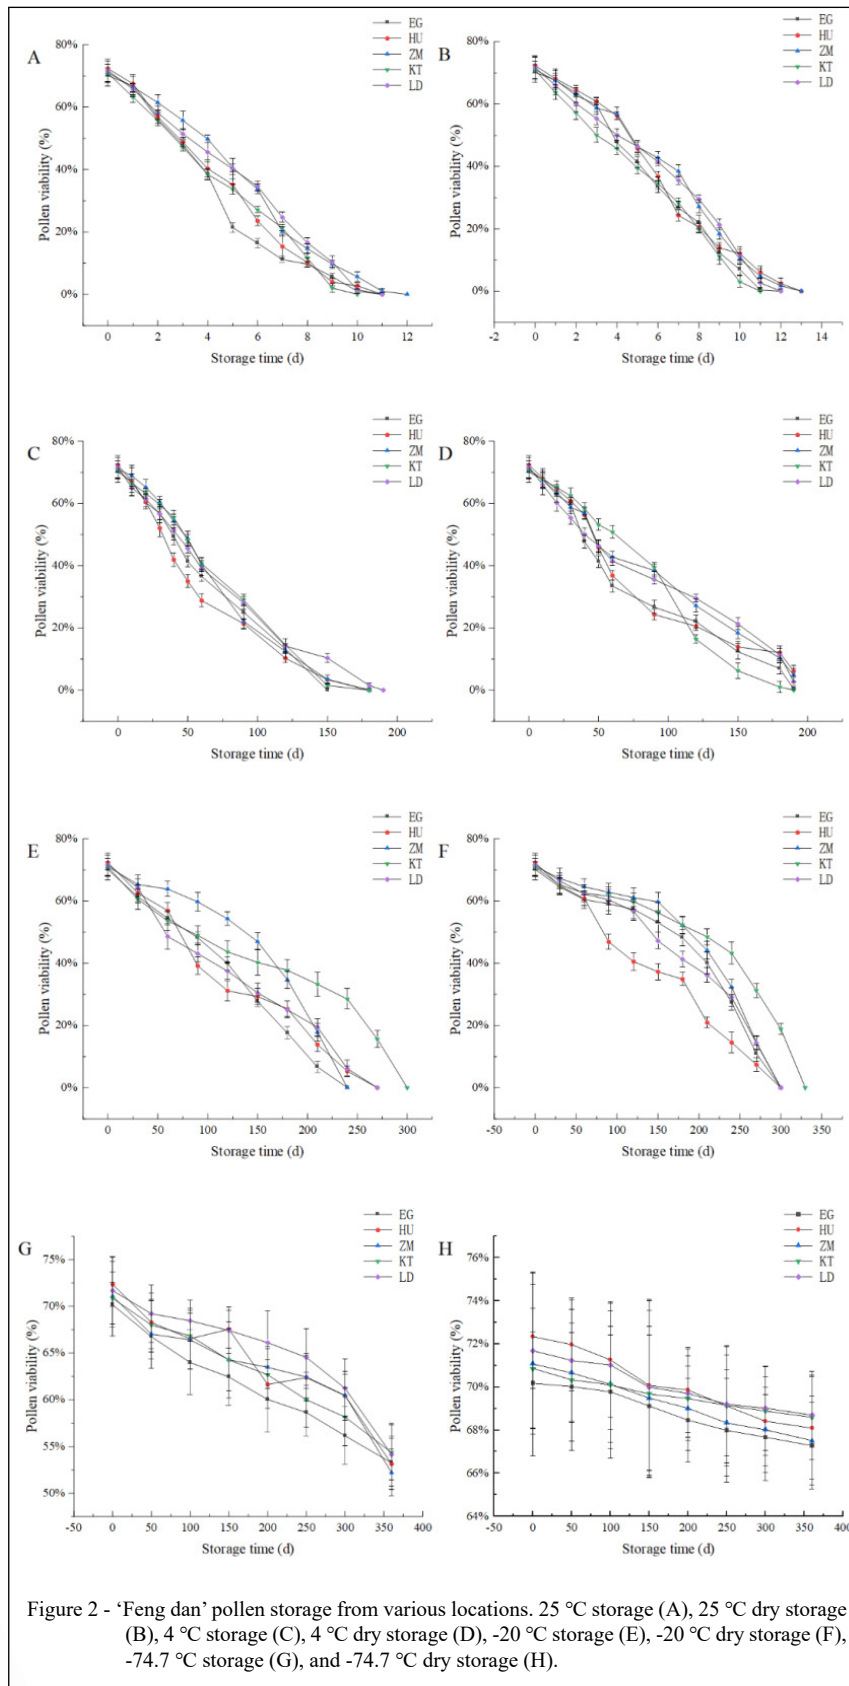 A
EG
HU
ZM
KT
LD
80%
60%
40%
20%
0%
Pollen viability (%)
0 2 4 6 8 10 12
Storage time (d)
B
EG
HU
ZM
KT
LD
80%
60%
40%
20%
0%
Pollen viability (%)
-2 0 2 4 6 8 10 12 14
Storage time (d)
C
EG
HU
ZM
KT
LD
80%
60%
40%
20%
0%
Pollen viability (%)
0 50 100 150 200
Storage time (d)
D
EG
HU
ZM
KT
LD
80%
60%
40%
20%
0%
Pollen viability (%)
0 50 100 150 200
Storage time (d)
E
EG
HU
ZM
KT
LD
80%
60%
40%
20%
0%
Pollen viability (%)
0 50 100 150 200 250 300
Storage time (d)
F
EG
HU
ZM
KT
LD
80%
60%
40%
20%
0%
Pollen viability (%)
-50 0 50 100 150 200 250 300 350
Storage time (d)
G
EG
HU
ZM
KT
LD
75%
70%
65%
60%
55%
50%
Pollen viability (%)
-50 0 50 100 150 200 250 300 350 400
Storage time (d)
H
EG
HU
ZM
KT
LD
76%
74%
72%
70%
68%
66%
64%
Pollen viability (%)
-50 0 50 100 150 200 250 300 350 400
Storage time (d)
Figure 2 - ‘Feng dan’ pollen storage from various locations. 25 °C storage (A), 25 °C dry storage
(B), 4 °C storage (C), 4 °C dry storage (D), -20 °C storage (E), -20 °C dry storage (F),
-74.7 °C storage (G), and -74.7 °C dry storage (H).